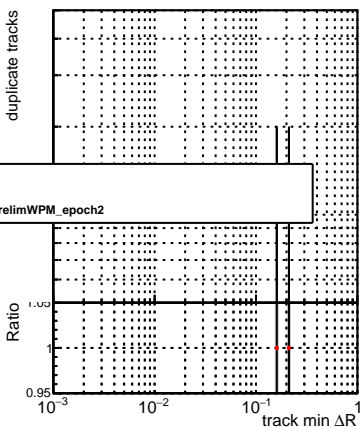 duplicate tracks
relimWPM_epoch2
Ratio
1.05
1
0.95
10⁻³ 10⁻² 10⁻¹ 1
track min ΔR